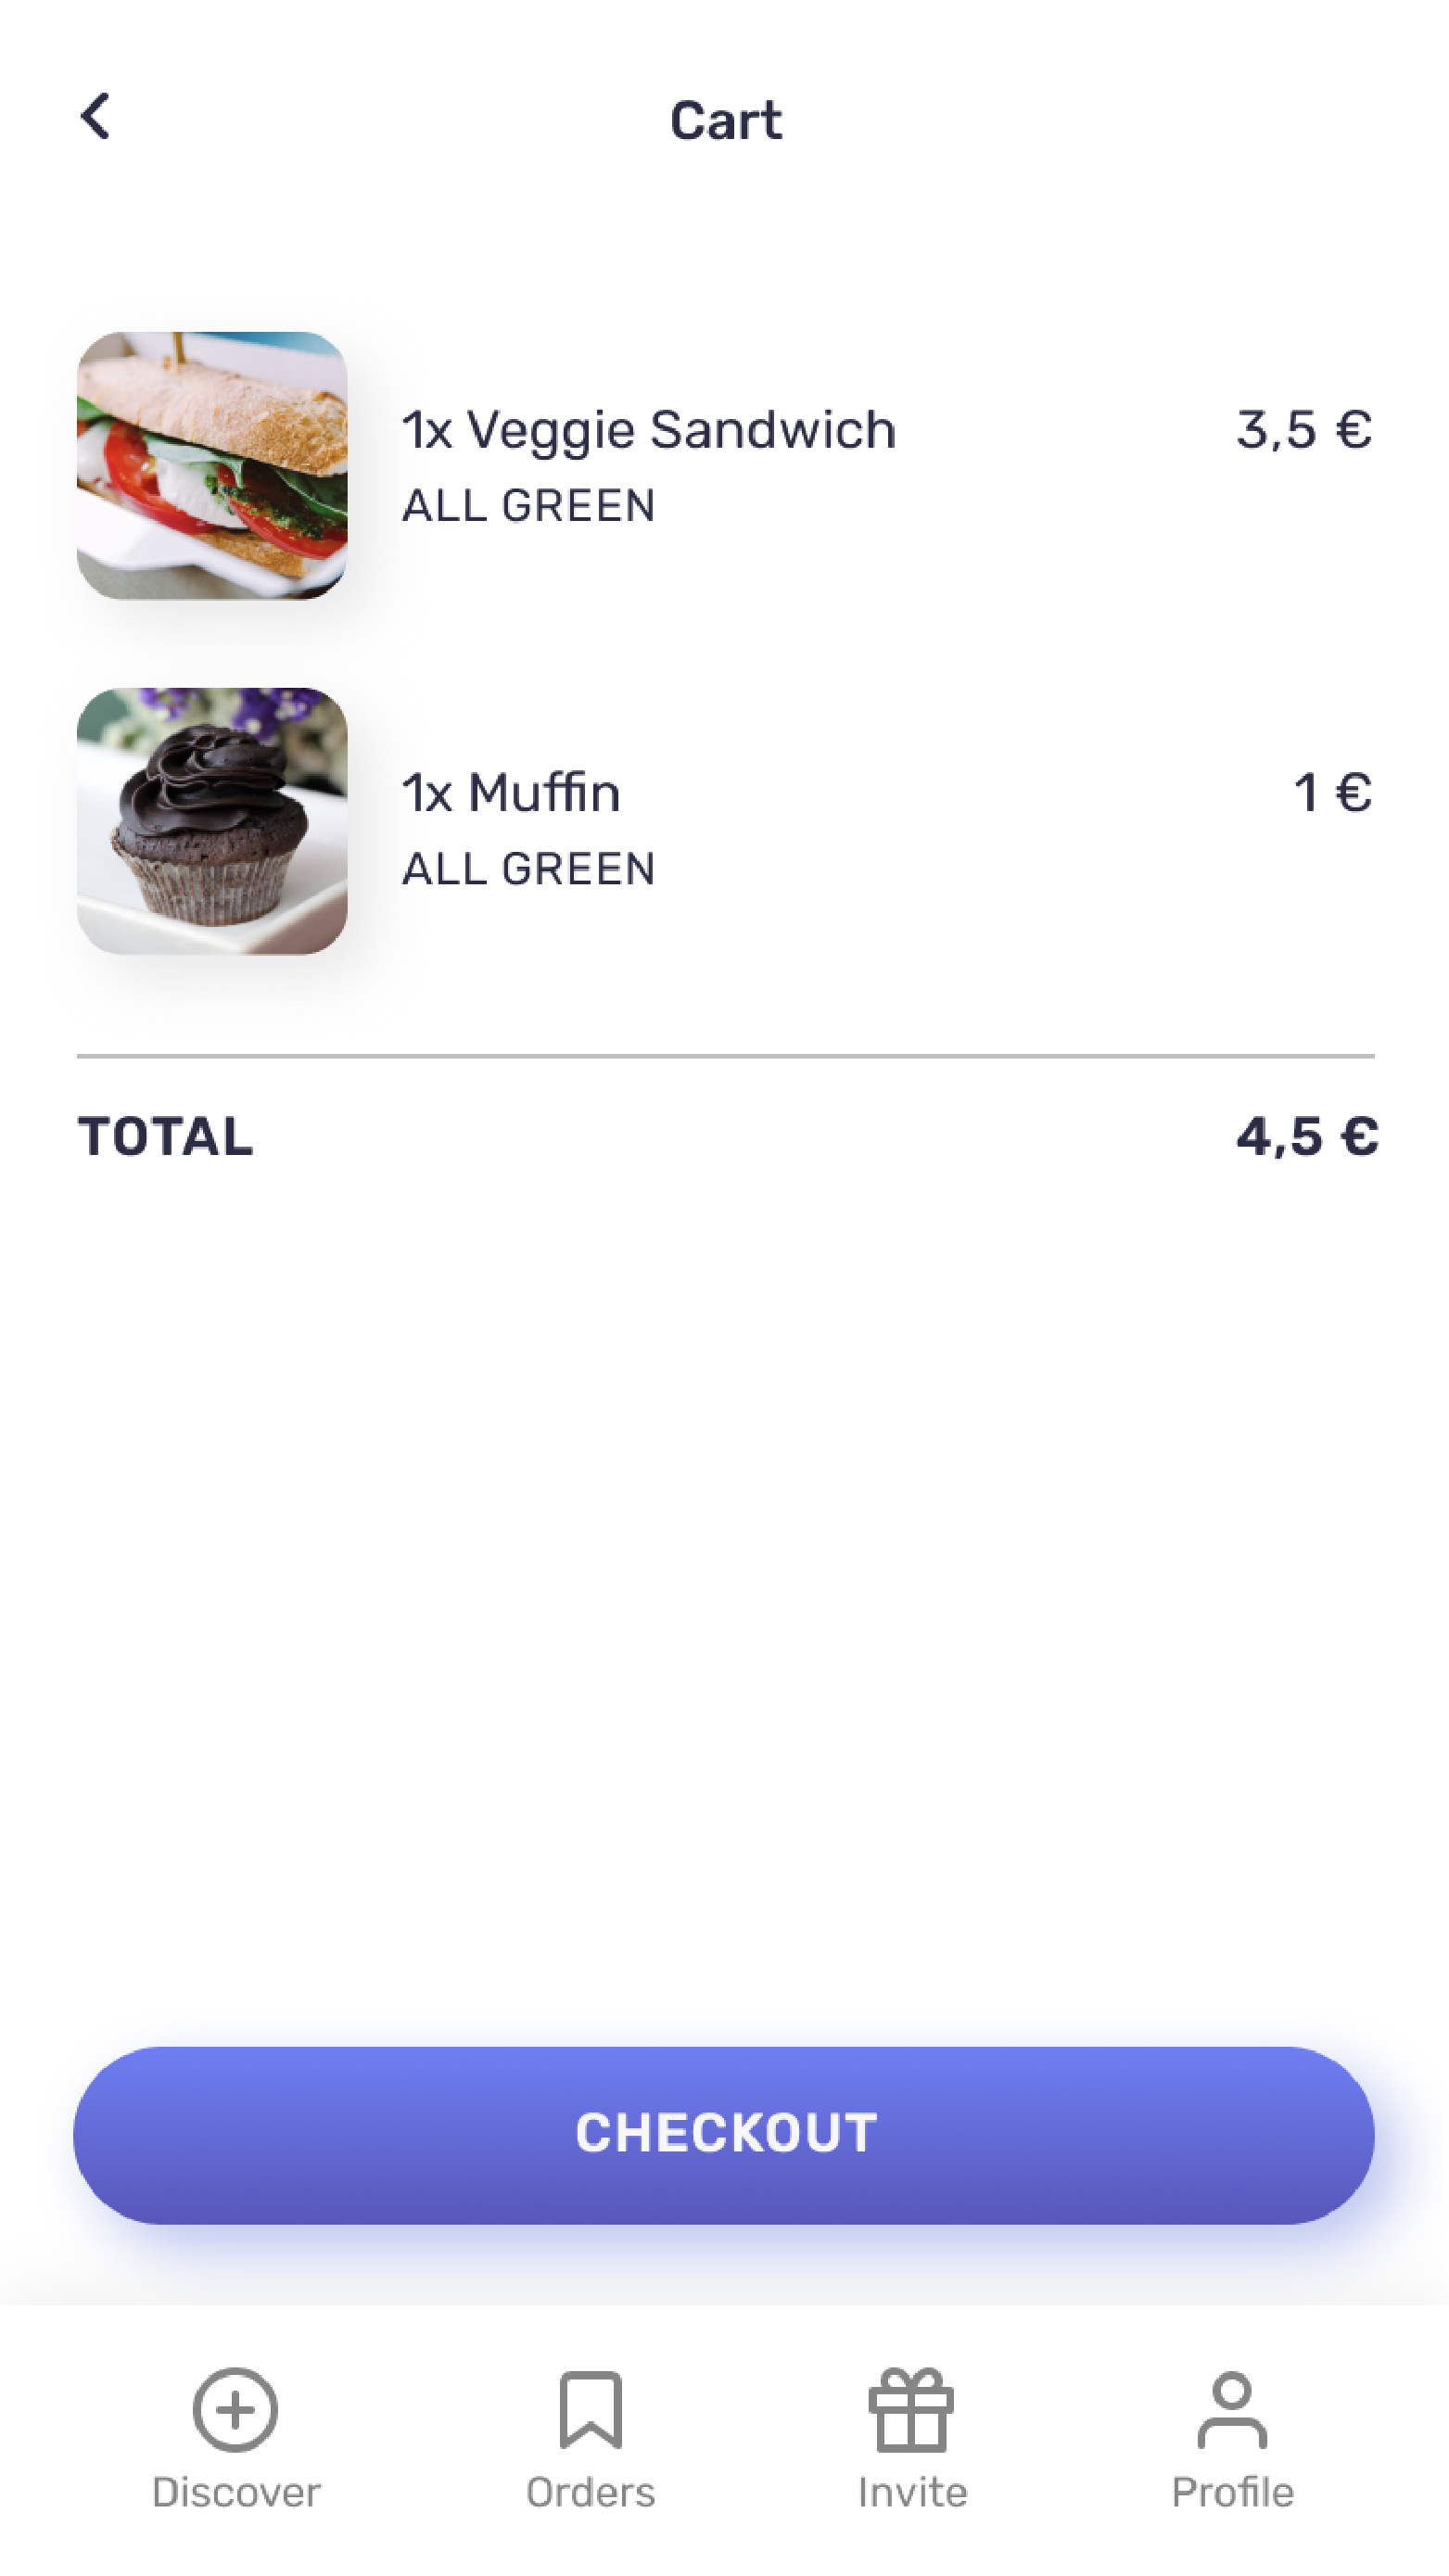 Cart
1x Veggie Sandwich 3,5 €
ALL GREEN
1x Muffin 1 €
ALL GREEN
TOTAL 4,5 €
CHECKOUT
Discover Orders Invite Profile